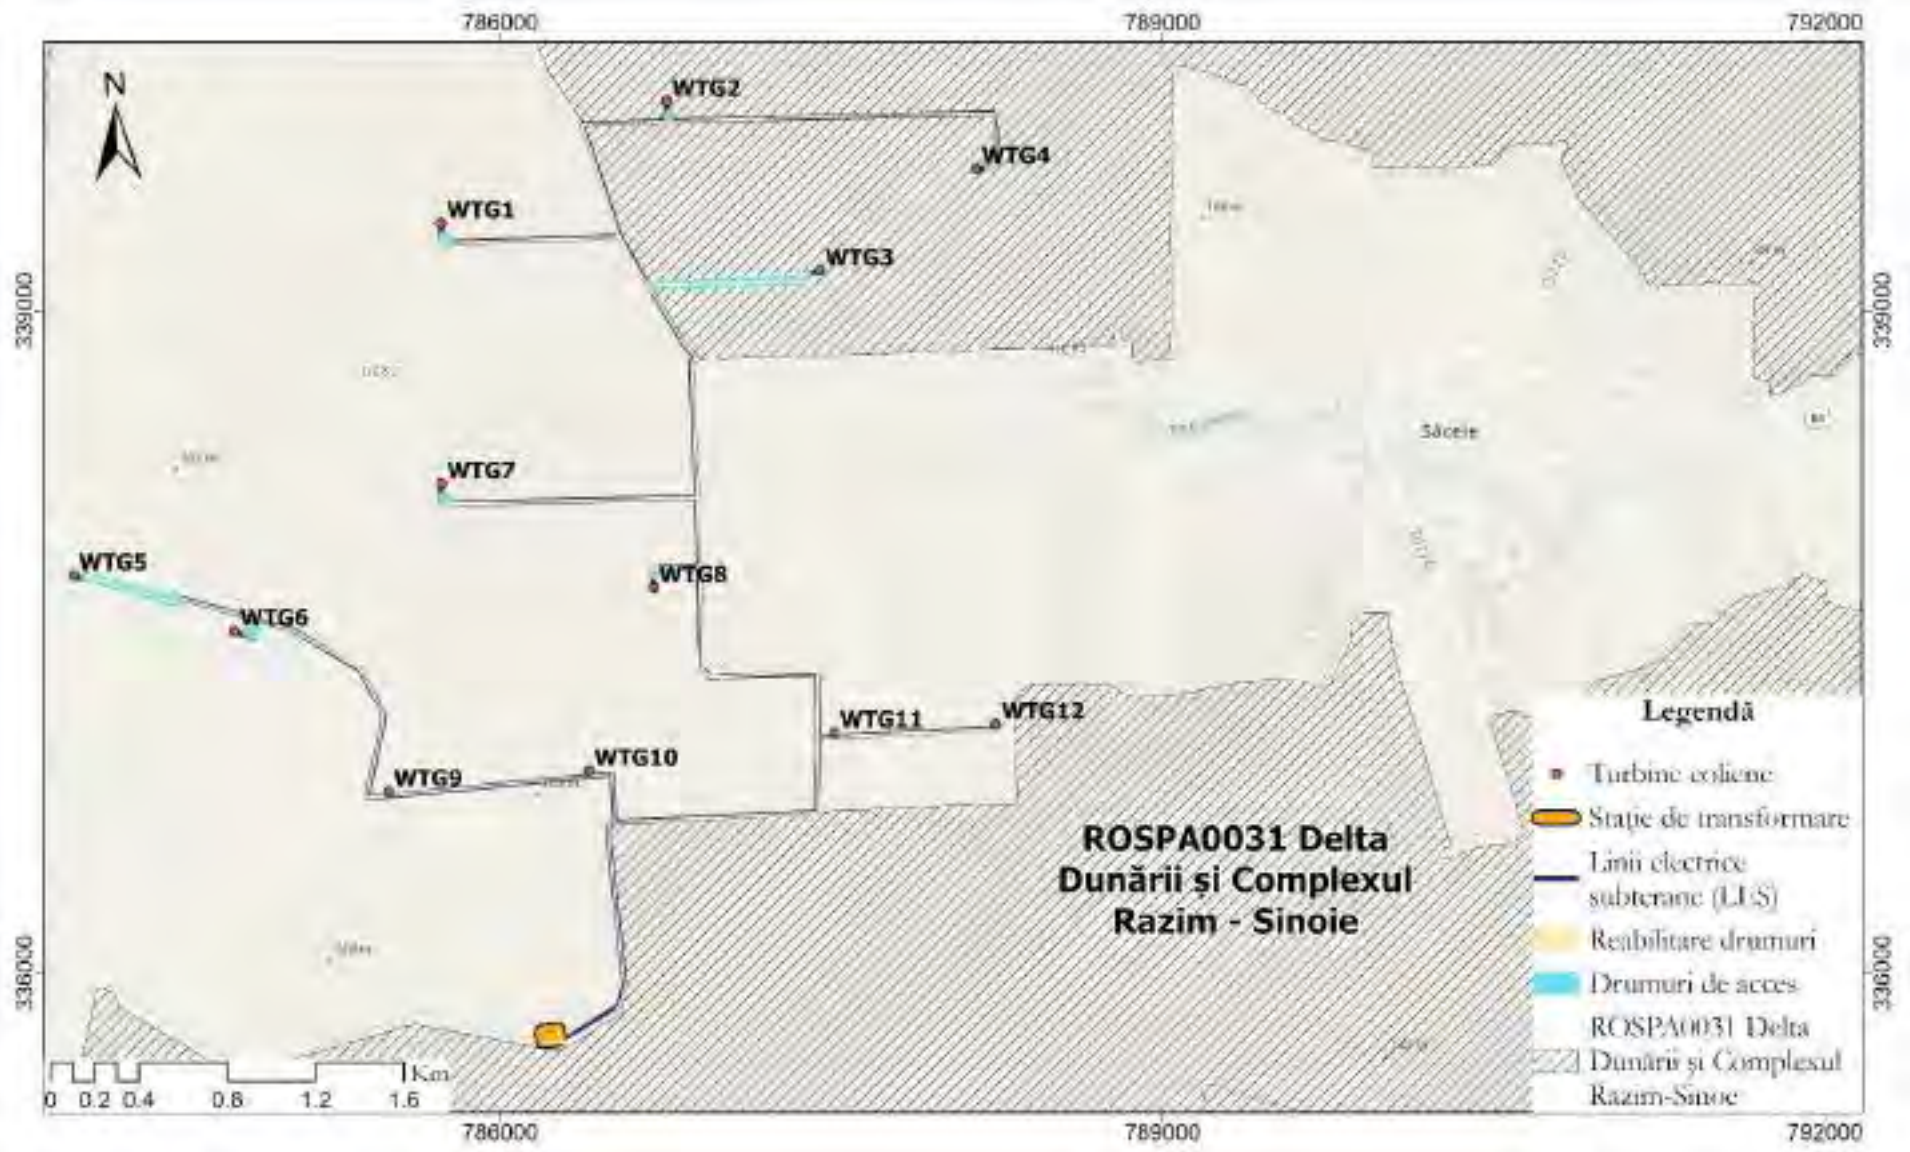 786000 789000 792000
N
WTG2
WTG4
WTG1
WTG3
339000
339000
Săcele
WTG7
WTG5
WTG8
WTG6
WTG11
WTG12
WTG10
WTG9
ROSPA0031 Delta
Dunării și Complexul
Razim - Sinoie
336000
336000
Km
0 0.2 0.4 0.8 1.2 1.6
Legendă
Turbine eoliene
Stație de transformare
Linii electrice
subterane (LES)
Reabilitare drumuri
Drumuri de acces
ROSPA0031 Delta
Dunării și Complexul
Razim-Sinoe
786000 789000 792000